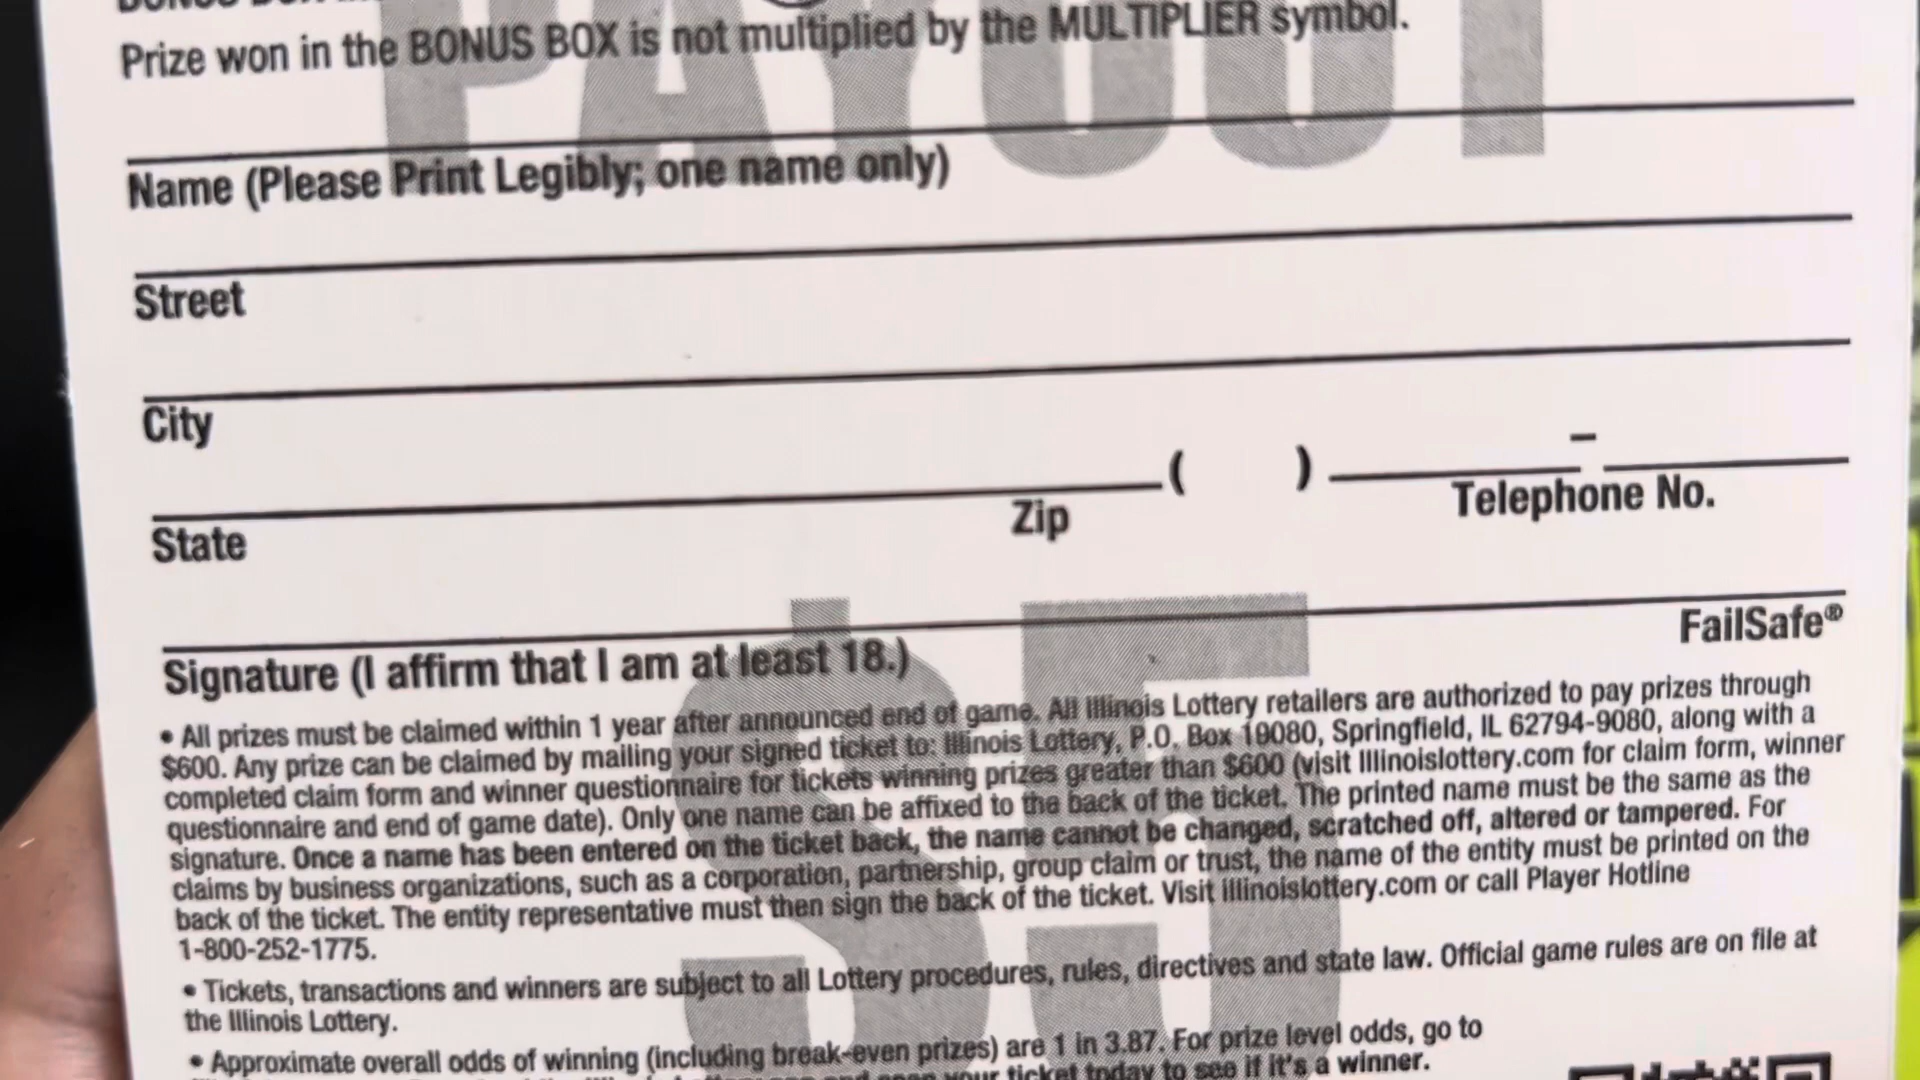 Prize won in the BONUS BOX is not multiplied by the MULTIPLIER symbol.
PAYOUT
Name (Please Print Legibly; one name only)
Street
City
( ) –
State Zip Telephone No.
FailSafe®
Signature (I affirm that I am at least 18.)
$5
• All prizes must be claimed within 1 year after announced end of game. All Illinois Lottery retailers are authorized to pay prizes through
$600. Any prize can be claimed by mailing your signed ticket to: Illinois Lottery, P.O. Box 19080, Springfield, IL 62794-9080, along with a
completed claim form and winner questionnaire for tickets winning prizes greater than $600 (visit Illinoislottery.com for claim form, winner
questionnaire and end of game date). Only one name can be affixed to the back of the ticket. The printed name must be the same as the
signature. Once a name has been entered on the ticket back, the name cannot be changed, scratched off, altered or tampered. For
claims by business organizations, such as a corporation, partnership, group claim or trust, the name of the entity must be printed on the
back of the ticket. The entity representative must then sign the back of the ticket. Visit illinoislottery.com or call Player Hotline
1-800-252-1775.
• Tickets, transactions and winners are subject to all Lottery procedures, rules, directives and state law. Official game rules are on file at
the Illinois Lottery.
• Approximate overall odds of winning (including break-even prizes) are 1 in 3.87. For prize level odds, go to
your ticket today to see if it's a winner.